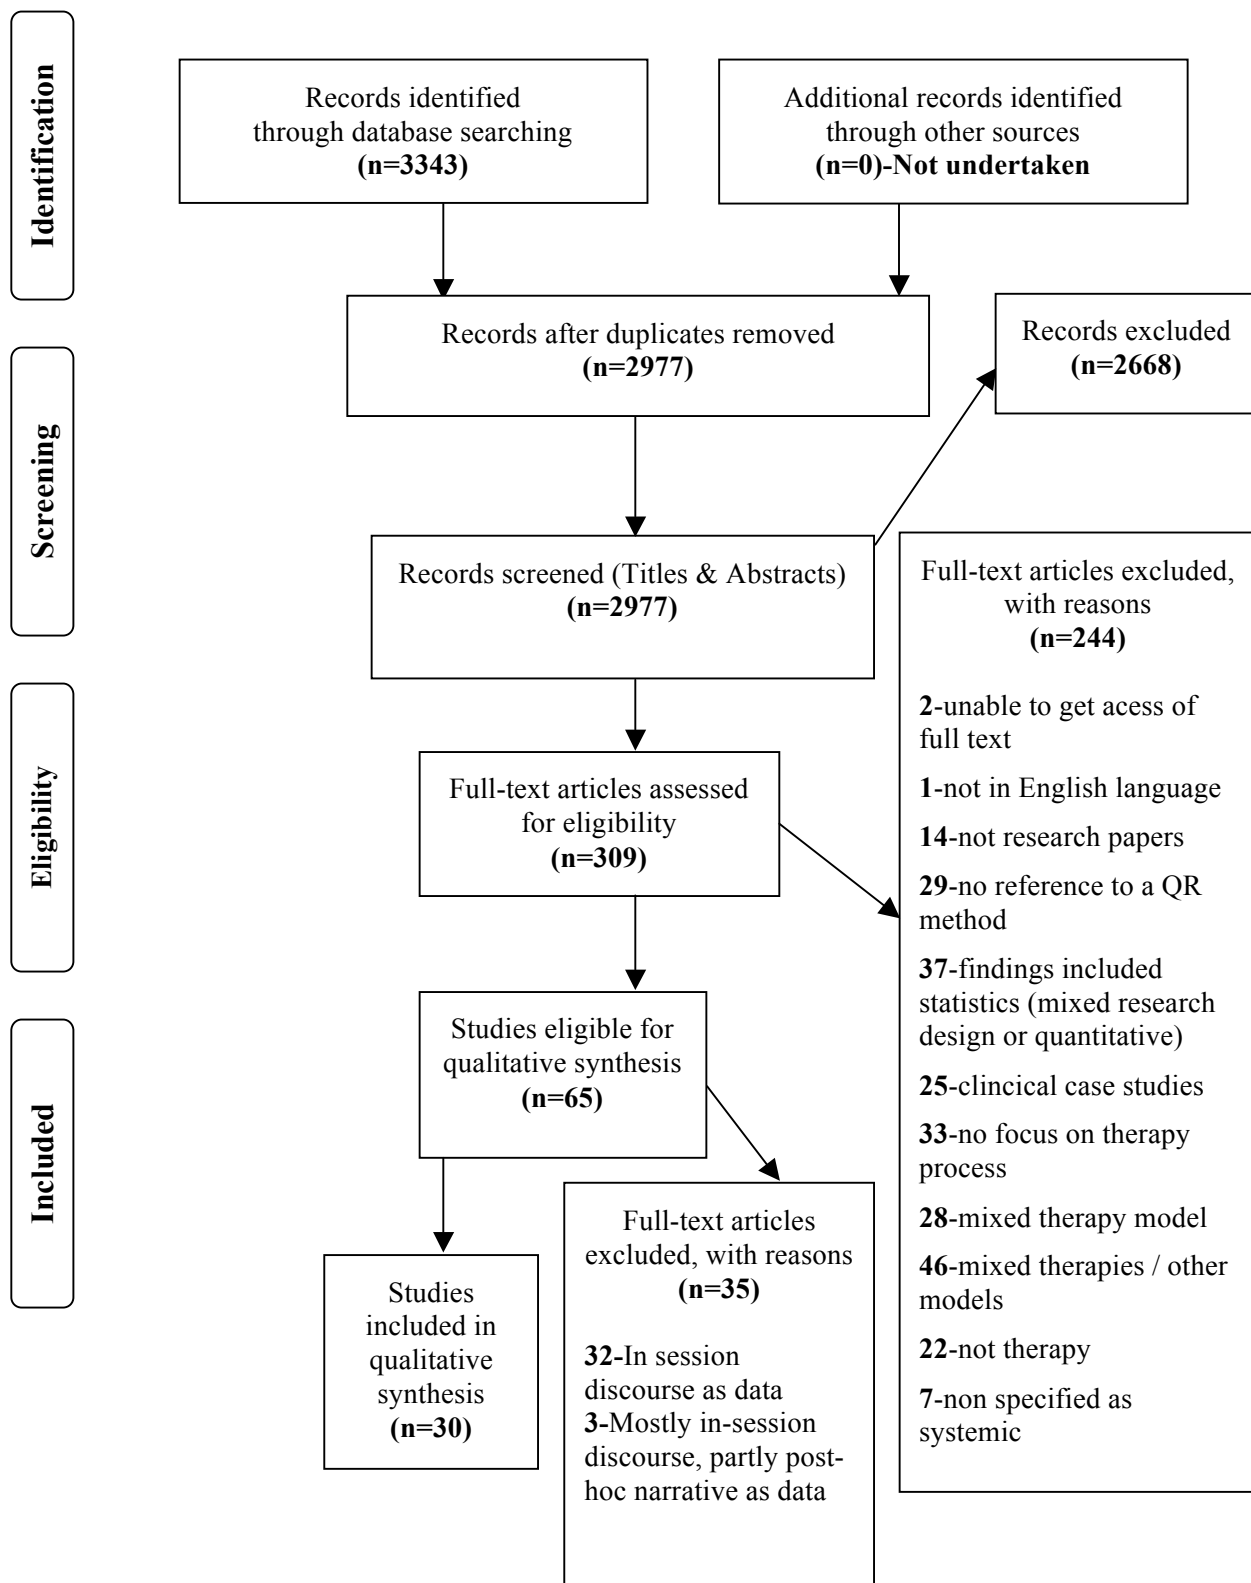 Identification
Records identified
through database searching
(n=3343)
Additional records identified
through other sources
(n=0)-Not undertaken
Records after duplicates removed
(n=2977)
Records excluded
(n=2668)
Screening
Records screened (Titles & Abstracts)
(n=2977)
Full-text articles excluded,
with reasons
(n=244)
2-unable to get acess of
full text
1-not in English language
14-not research papers
29-no reference to a QR
method
37-findings included
statistics (mixed research
design or quantitative)
25-clincical case studies
33-no focus on therapy
process
28-mixed therapy model
46-mixed therapies / other
models
22-not therapy
7-non specified as
systemic
Eligibility
Full-text articles assessed
for eligibility
(n=309)
Included
Studies eligible for
qualitative synthesis
(n=65)
Full-text articles
excluded, with reasons
(n=35)
32-In session
discourse as data
3-Mostly in-session
discourse, partly post-
hoc narrative as data
Studies
included in
qualitative
synthesis
(n=30)